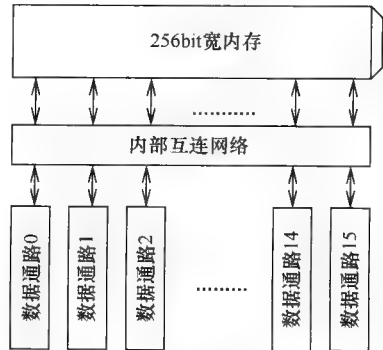 256bit宽内存
............
内部互连网络
数据通路0
数据通路1
数据通路2
.........
数据通路14
数据通路15